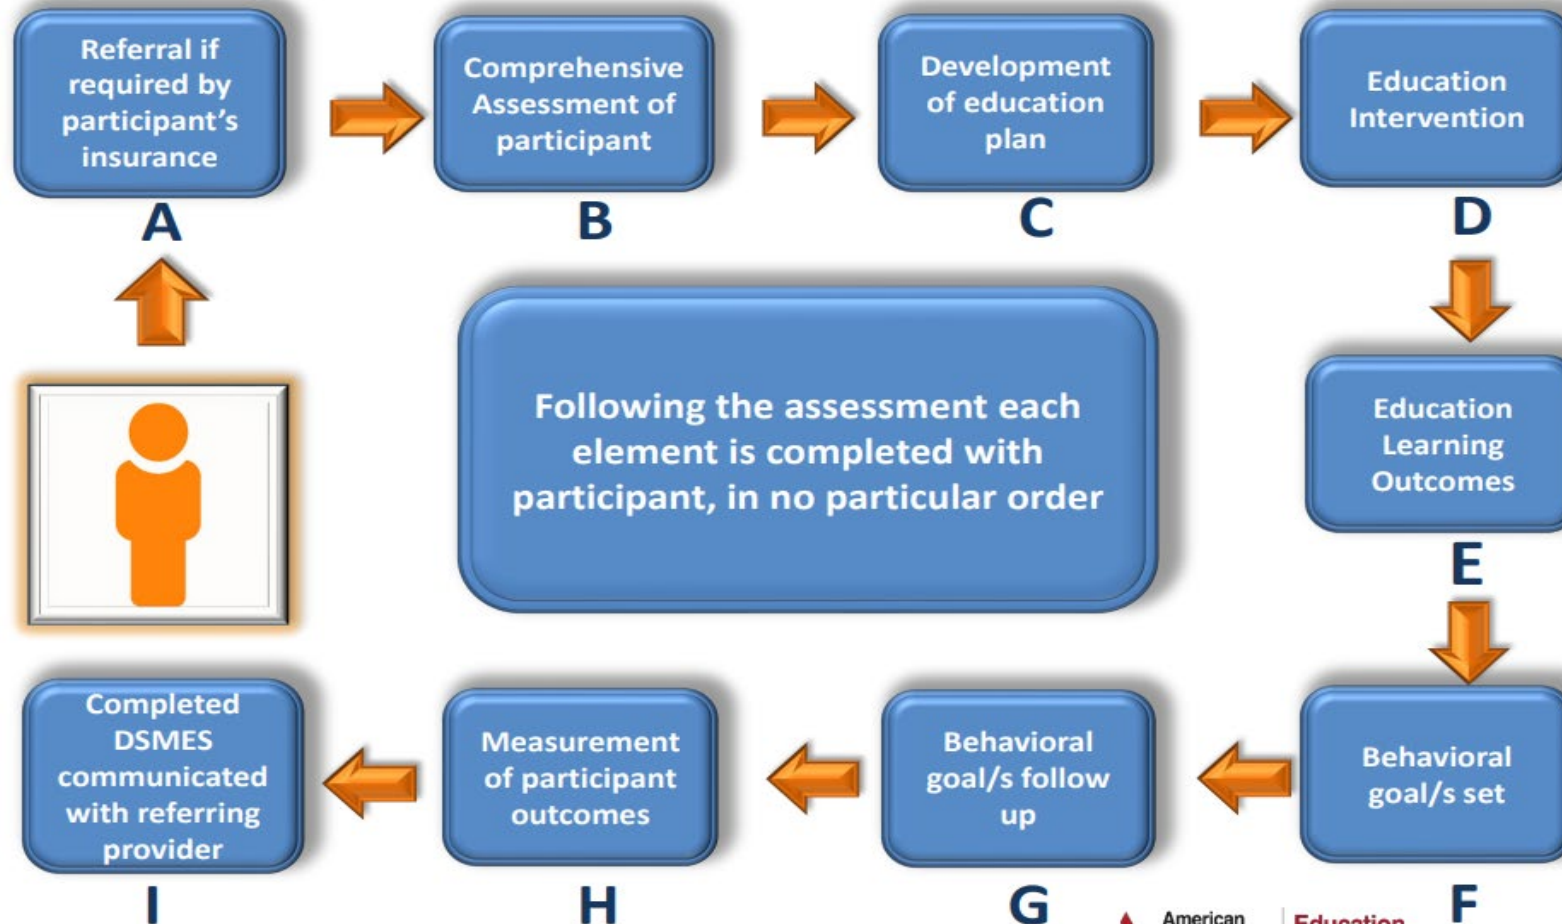 Referral if
required by
participant's
insurance
A
Comprehensive
Assessment of
participant
B
Development
of education
plan
C
Education
Intervention
D
Following the assessment each
element is completed with
participant, in no particular order
Education
Learning
Outcomes
E
Behavioral
goal/s set
F
Behavioral
goal/s follow
up
G
Measurement
of participant
outcomes
H
Completed
DSMES
communicated
with referring
provider
I
American
Education